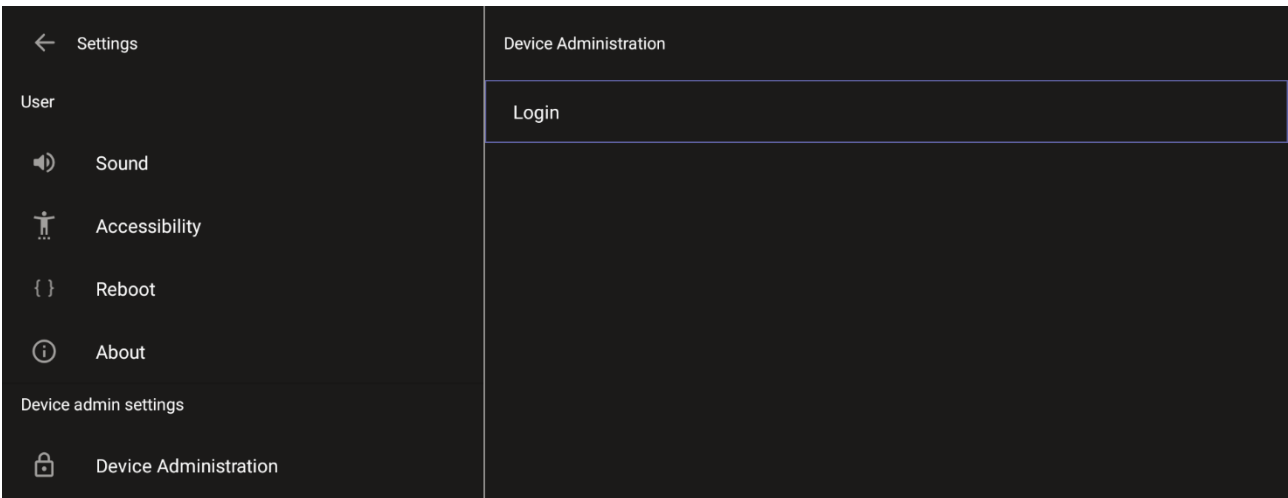 Settings
User
Sound
Accessibility
{ } Reboot
About
Device admin settings
Device Administration
Device Administration
Login